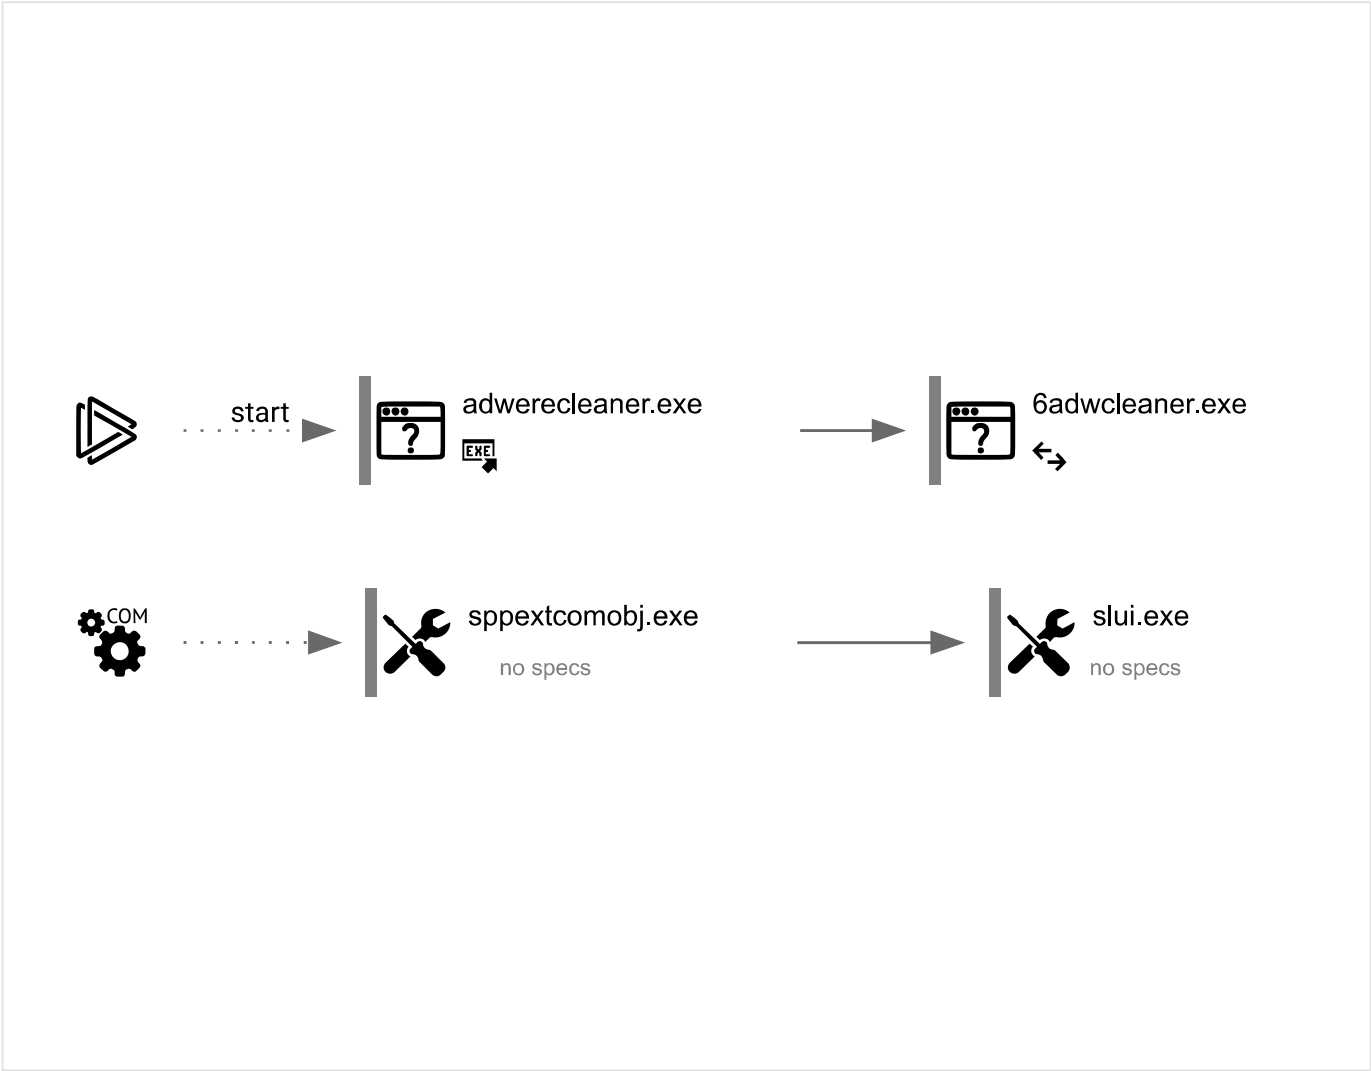 start
adwerecleaner.exe
EXE
6adwcleaner.exe
COM
sppextcomobj.exe
no specs
slui.exe
no specs